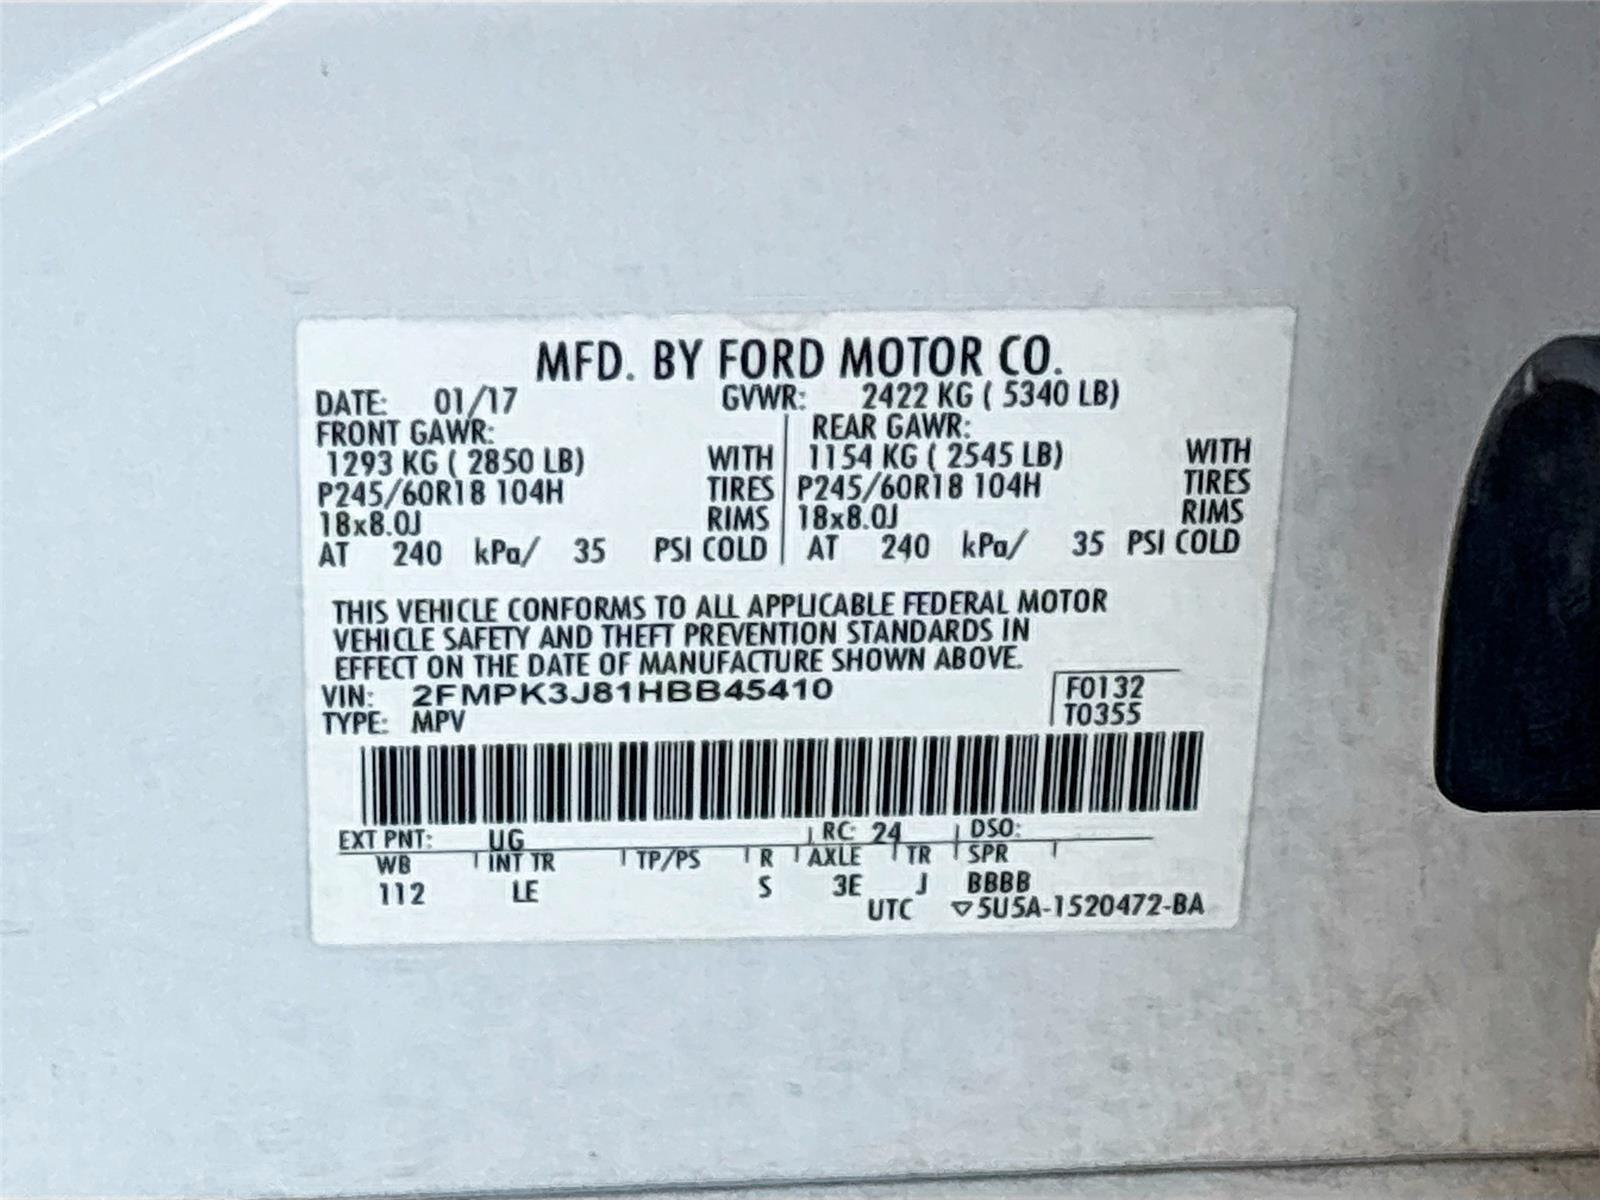 MFD. BY FORD MOTOR CO.
DATE: 01/17 GVWR: 2422 KG ( 5340 LB)
FRONT GAWR: REAR GAWR:
1293 KG ( 2850 LB) WITH 1154 KG ( 2545 LB) WITH
P245/60R18 104H TIRES P245/60R18 104H TIRES
18x8.0J RIMS 18x8.0J RIMS
AT 240 kPa/ 35 PSI COLD AT 240 kPa/ 35 PSI COLD
THIS VEHICLE CONFORMS TO ALL APPLICABLE FEDERAL MOTOR
VEHICLE SAFETY AND THEFT PREVENTION STANDARDS IN
EFFECT ON THE DATE OF MANUFACTURE SHOWN ABOVE.
VIN: 2FMPK3J81HBB45410 F0132
TYPE: MPV T0355
EXT PNT: UG RC: 24 DSO:
WB INT TR TP/PS R AXLE TR SPR
112 LE S 3E J BBBB
UTC ▽5U5A-1520472-BA